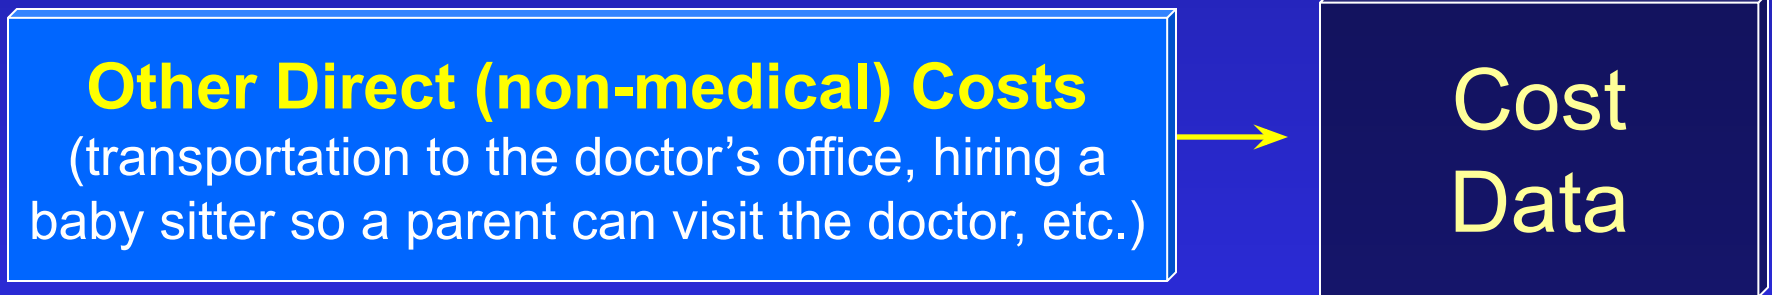 Other Direct (non-medical) Costs
(transportation to the doctor’s office, hiring a
baby sitter so a parent can visit the doctor, etc.)
Cost
Data